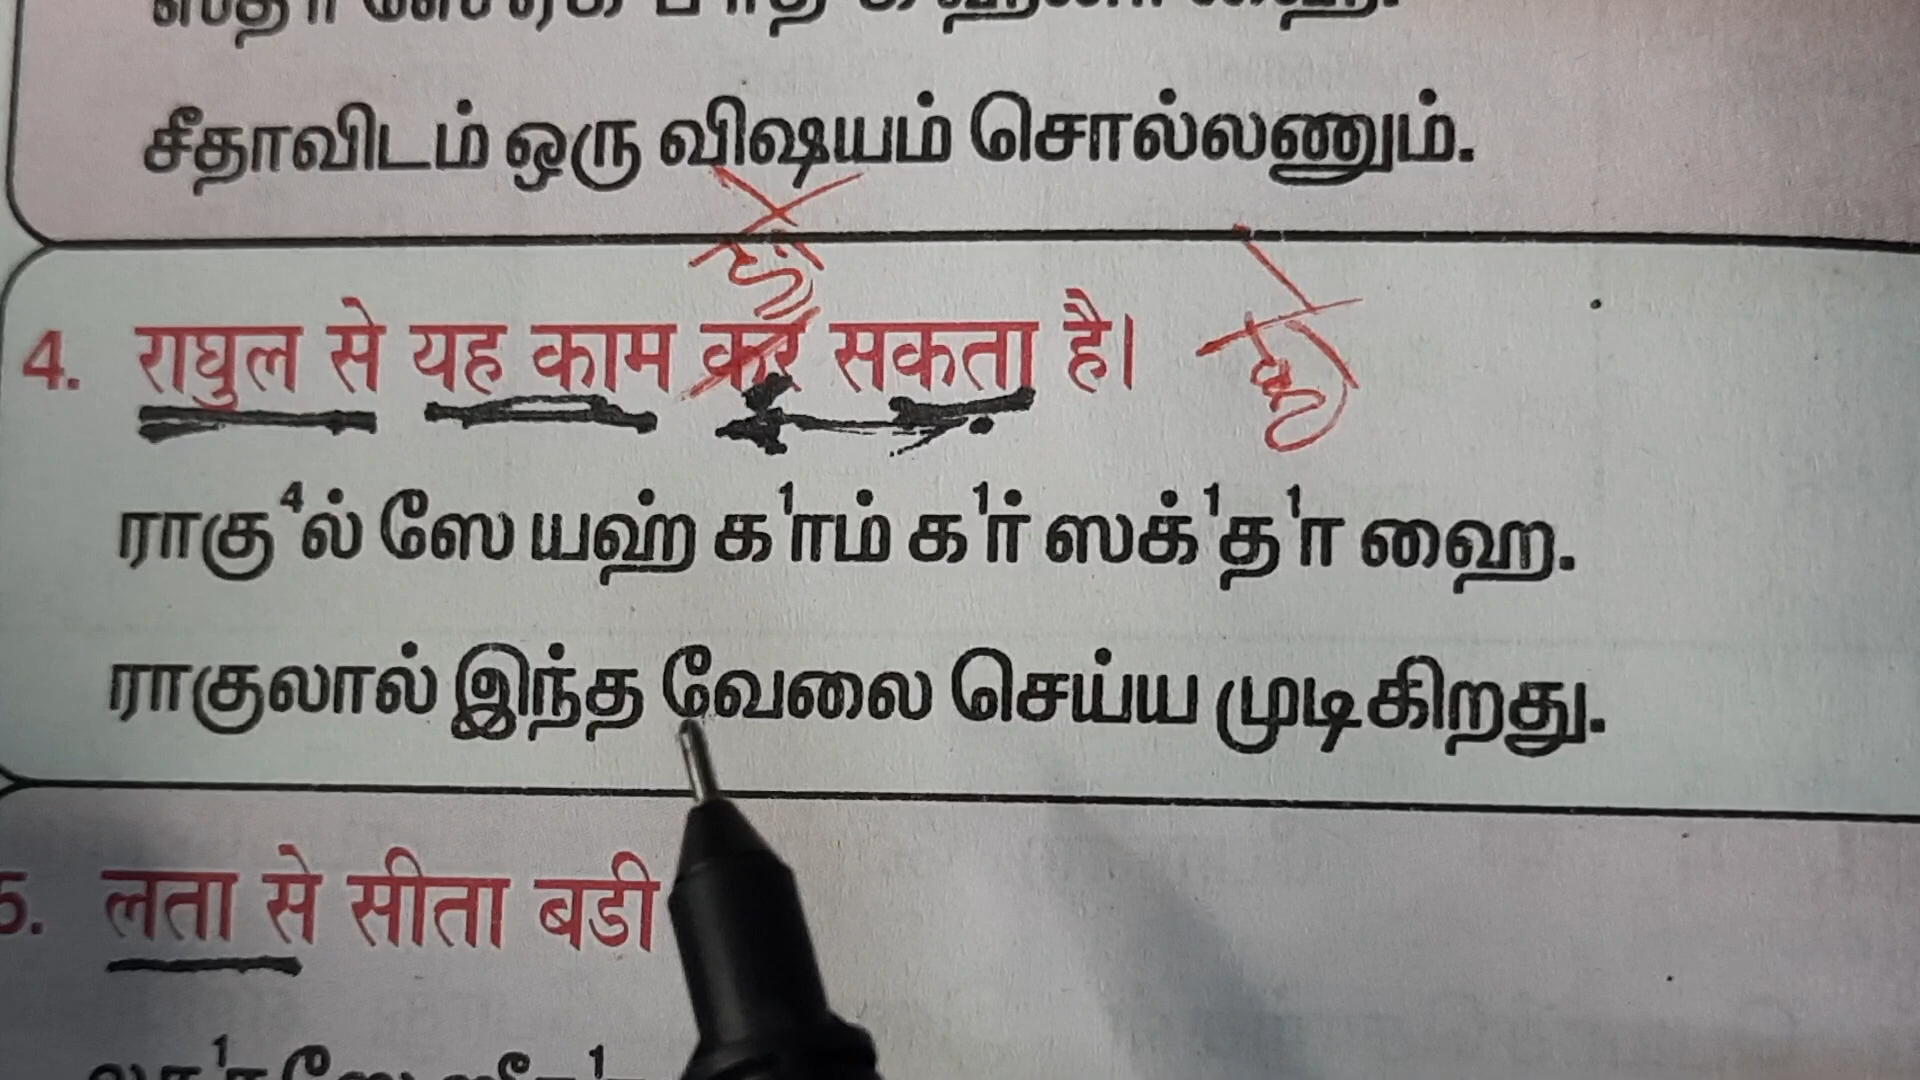 சீதாவிடம் ஒரு விஷயம் சொல்லணும்.
4. राघुल से यह काम कर सकता है।
ராகு⁴ல் ஸே யஹ் க¹ாம் க¹ர் ஸக்¹த¹ா ஹை.
ராகுலால் இந்த வேலை செய்ய முடிகிறது.
5. लता से सीता बडी